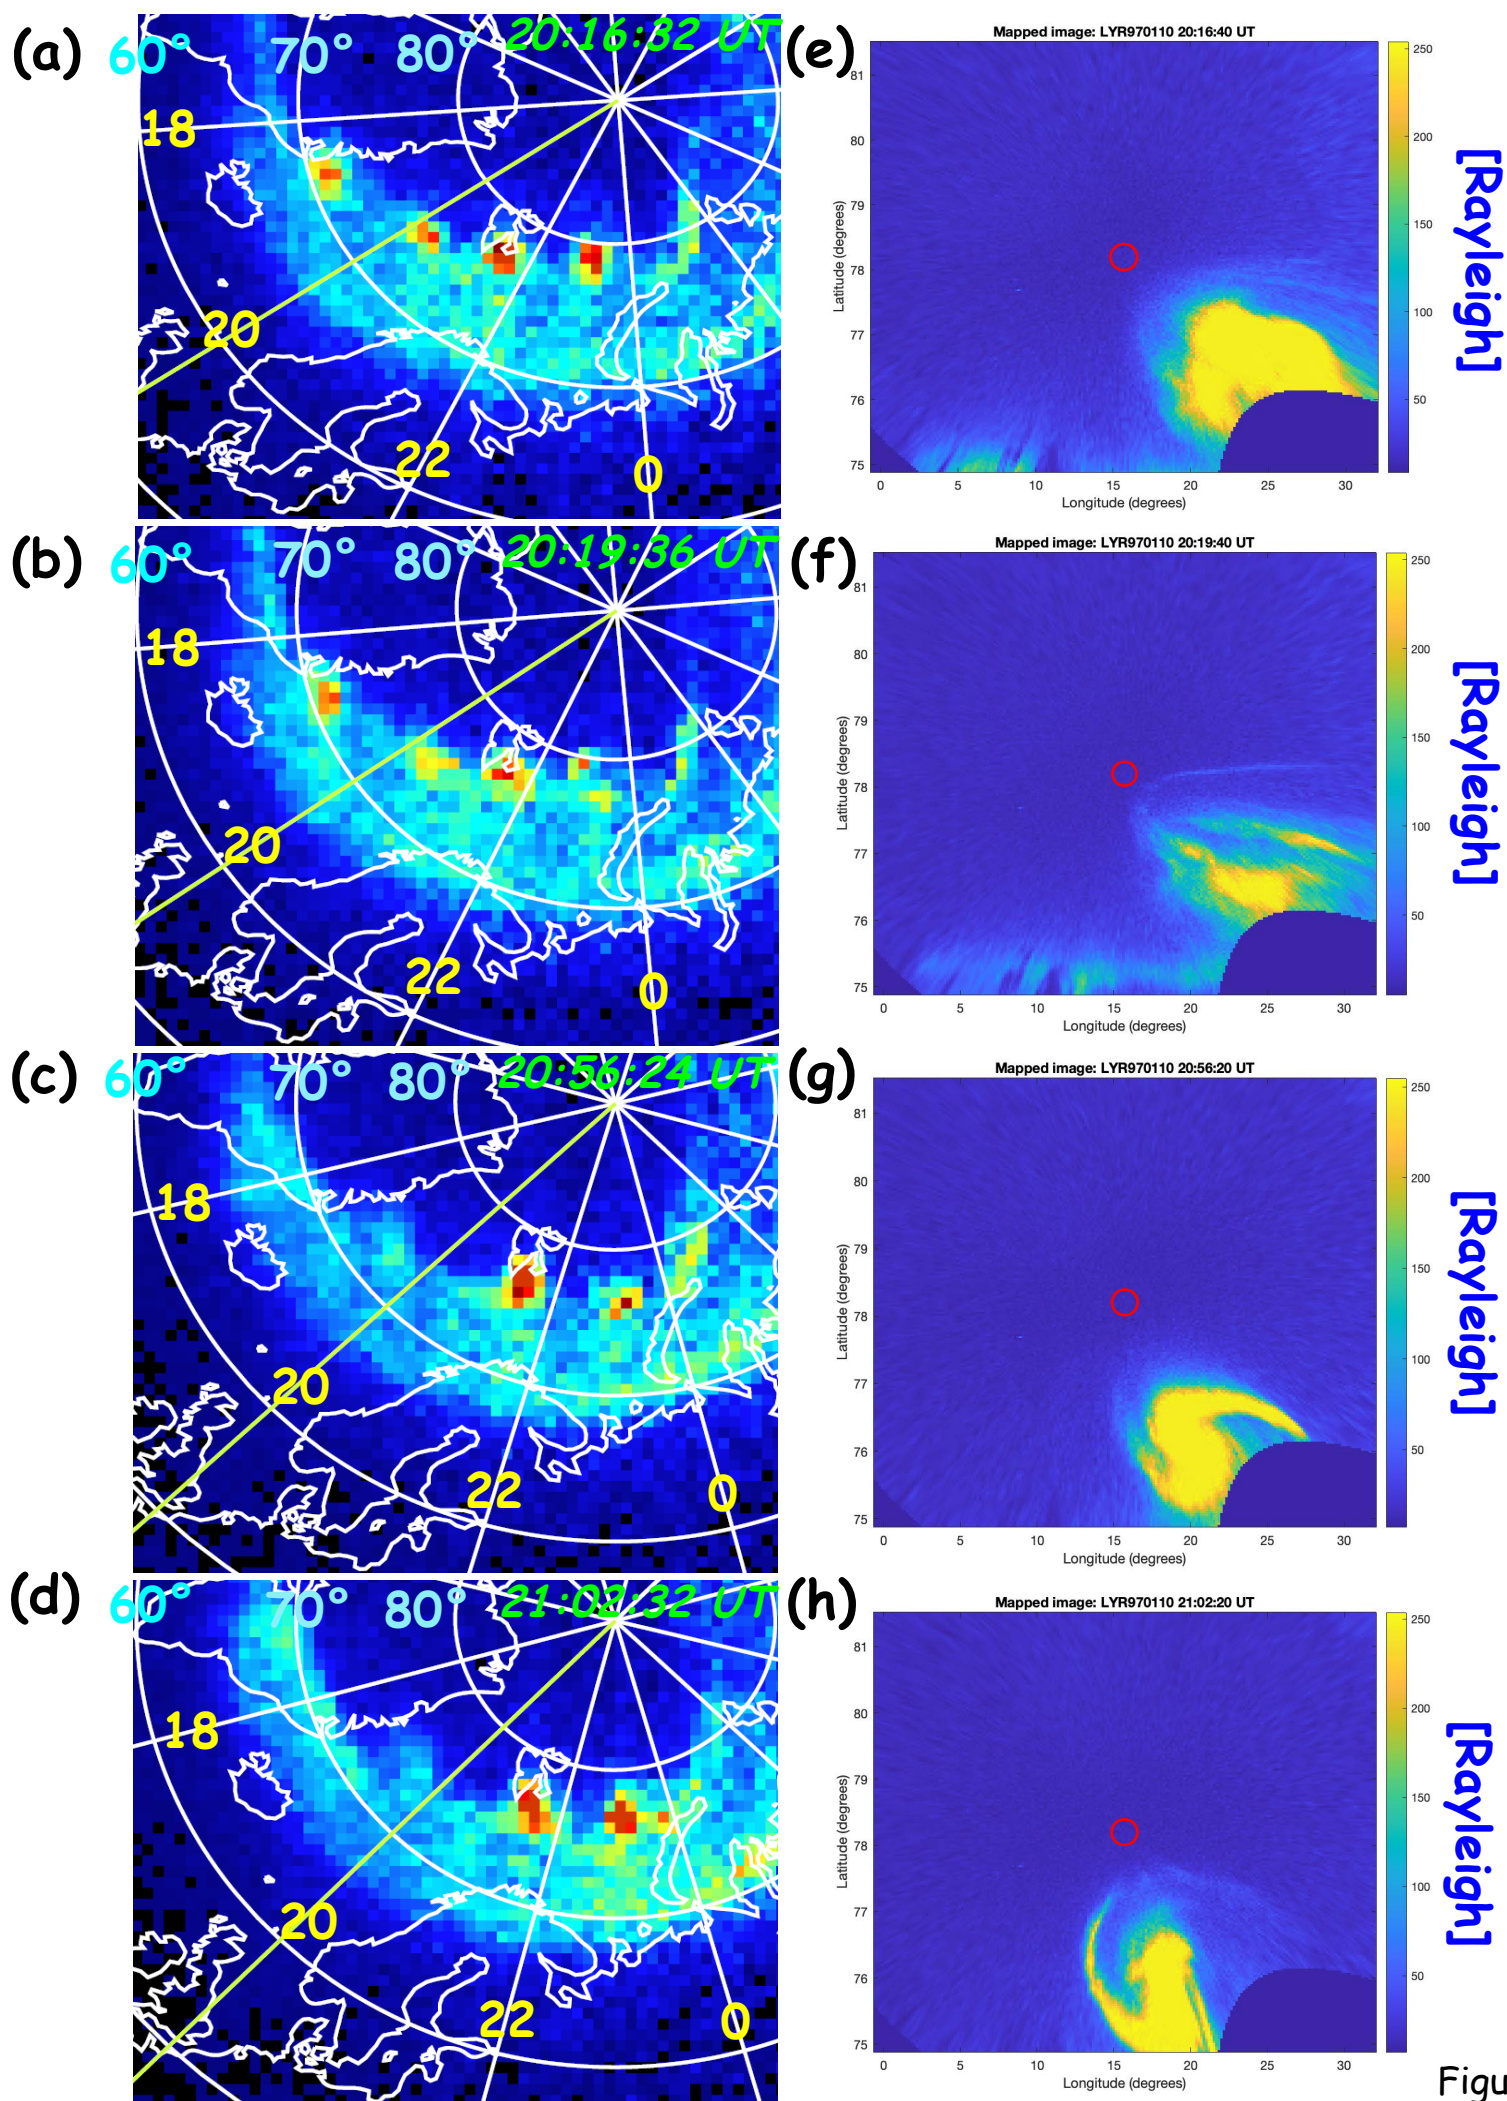 (a)
60° 70° 80° 20:16:32 UT
18
20
22
0
(e)
Mapped image: LYR970110 20:16:40 UT
Latitude (degrees)
81
80
79
78
77
76
75
0 5 10 15 20 25 30
Longitude (degrees)
250
200
150
100
50
[Rayleigh]
(b)
60° 70° 80° 20:19:36 UT
18
20
22
0
(f)
Mapped image: LYR970110 20:19:40 UT
Latitude (degrees)
81
80
79
78
77
76
75
0 5 10 15 20 25 30
Longitude (degrees)
250
200
150
100
50
[Rayleigh]
(c)
60° 70° 80° 20:56:24 UT
18
20
22
0
(g)
Mapped image: LYR970110 20:56:20 UT
Latitude (degrees)
81
80
79
78
77
76
75
0 5 10 15 20 25 30
Longitude (degrees)
250
200
150
100
50
[Rayleigh]
(d)
60° 70° 80° 21:02:32 UT
18
20
22
0
(h)
Mapped image: LYR970110 21:02:20 UT
Latitude (degrees)
81
80
79
78
77
76
75
0 5 10 15 20 25 30
Longitude (degrees)
250
200
150
100
50
[Rayleigh]
Figu